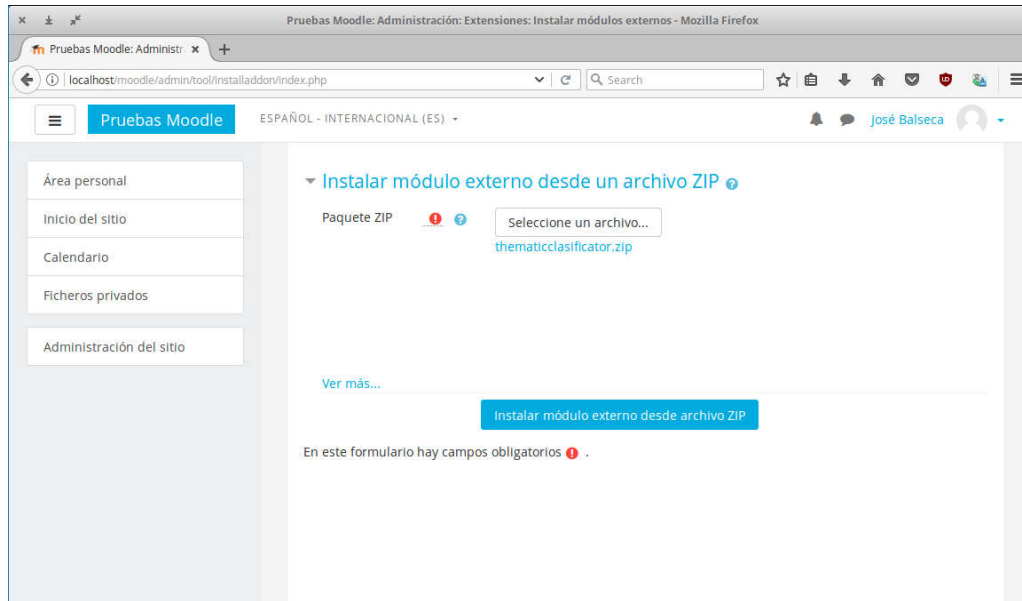 Pruebas Moodle: Administración: Extensiones: Instalar módulos externos - Mozilla Firefox
Pruebas Moodle: Administr
localhost/moodle/admin/tool/installaddon/index.php
Search
Pruebas Moodle
ESPAÑOL - INTERNACIONAL (ES)
José Balseca
Área personal
Inicio del sitio
Calendario
Ficheros privados
Administración del sitio
Instalar módulo externo desde un archivo ZIP
Paquete ZIP
Seleccione un archivo...
thematicclasificator.zip
Ver más...
Instalar módulo externo desde archivo ZIP
En este formulario hay campos obligatorios .